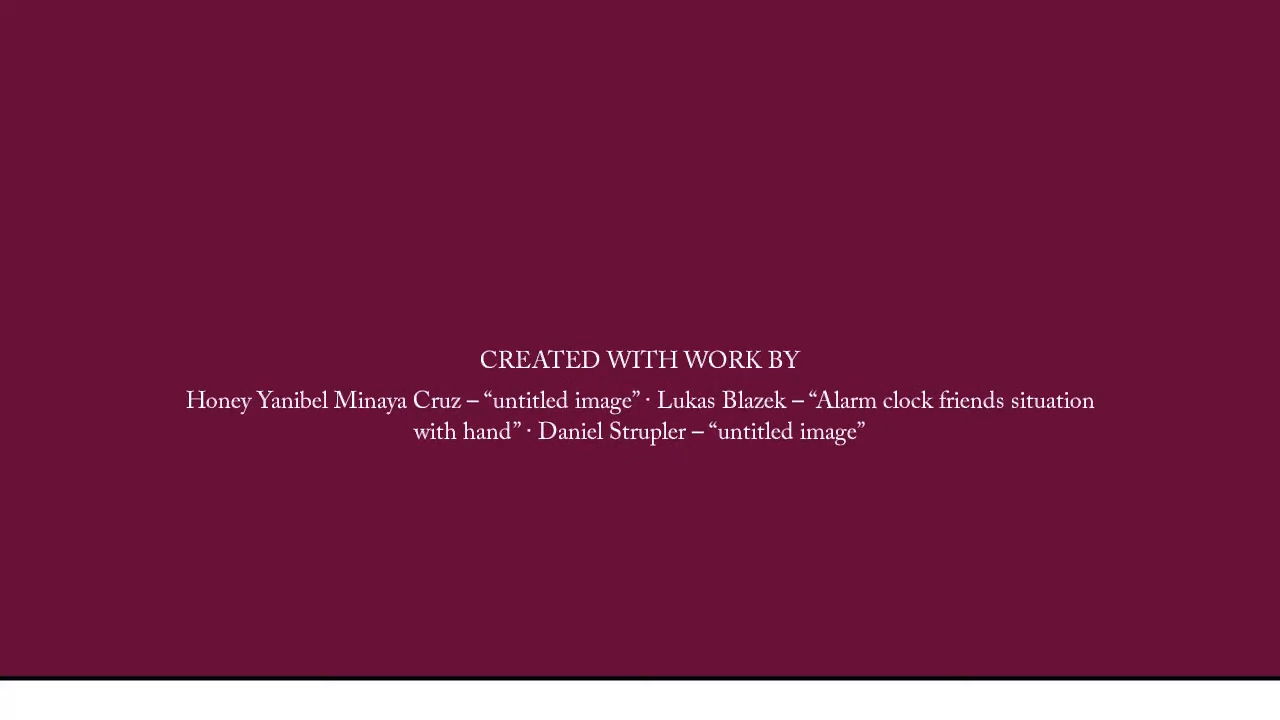 CREATED WITH WORK BY
Honey Yanibel Minaya Cruz – “untitled image” · Lukas Blazek – “Alarm clock friends situation
with hand” · Daniel Strupler – “untitled image”